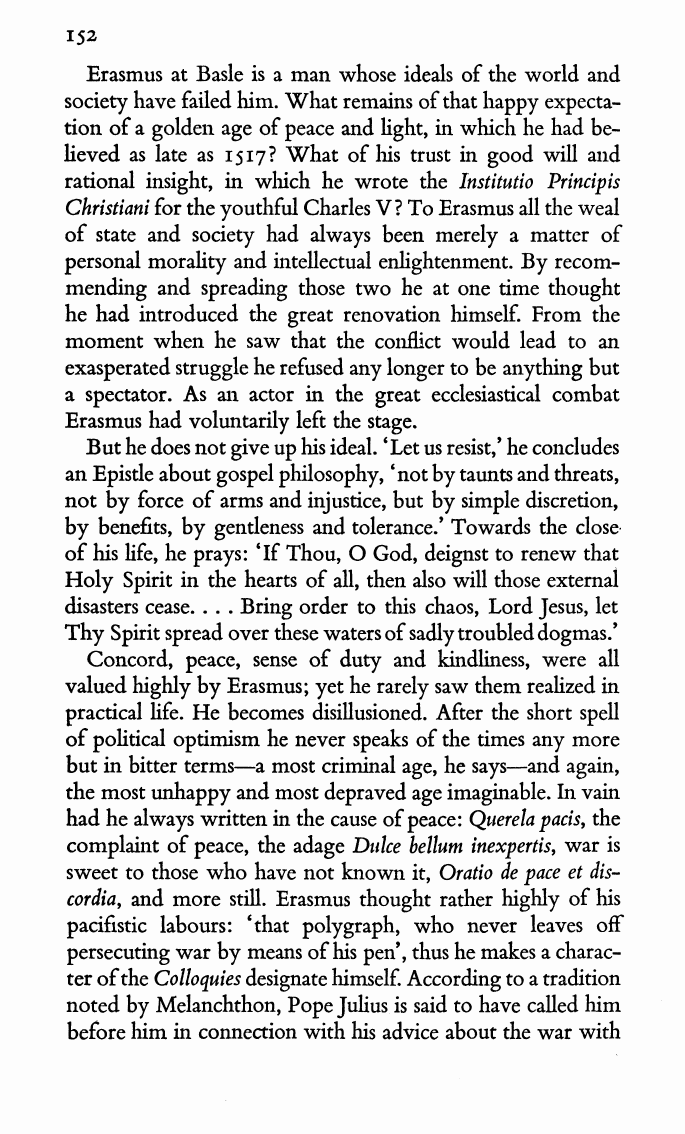 152
Erasmus at Basle is a man whose ideals of the world and
society have failed him. What remains of that happy expecta-
tion of a golden age of peace and light, in which he had be-
lieved as late as 1517? What of his trust in good will and
rational insight, in which he wrote the Institutio Principis
Christiani for the youthful Charles V? To Erasmus all the weal
of state and society had always been merely a matter of
personal morality and intellectual enlightenment. By recom-
mending and spreading those two he at one time thought
he had introduced the great renovation himself. From the
moment when he saw that the conflict would lead to an
exasperated struggle he refused any longer to be anything but
a spectator. As an actor in the great ecclesiastical combat
Erasmus had voluntarily left the stage.
But he does not give up his ideal. ‘Let us resist,’ he concludes
an Epistle about gospel philosophy, ‘not by taunts and threats,
not by force of arms and injustice, but by simple discretion,
by benefits, by gentleness and tolerance.’ Towards the close
of his life, he prays: ‘If Thou, O God, deignst to renew that
Holy Spirit in the hearts of all, then also will those external
disasters cease. . . . Bring order to this chaos, Lord Jesus, let
Thy Spirit spread over these waters of sadly troubled dogmas.’
Concord, peace, sense of duty and kindliness, were all
valued highly by Erasmus; yet he rarely saw them realized in
practical life. He becomes disillusioned. After the short spell
of political optimism he never speaks of the times any more
but in bitter terms—a most criminal age, he says—and again,
the most unhappy and most depraved age imaginable. In vain
had he always written in the cause of peace: Querela pacis, the
complaint of peace, the adage Dulce bellum inexpertis, war is
sweet to those who have not known it, Oratio de pace et dis-
cordia, and more still. Erasmus thought rather highly of his
pacifistic labours: ‘that polygraph, who never leaves off
persecuting war by means of his pen’, thus he makes a charac-
ter of the Colloquies designate himself. According to a tradition
noted by Melanchthon, Pope Julius is said to have called him
before him in connection with his advice about the war with